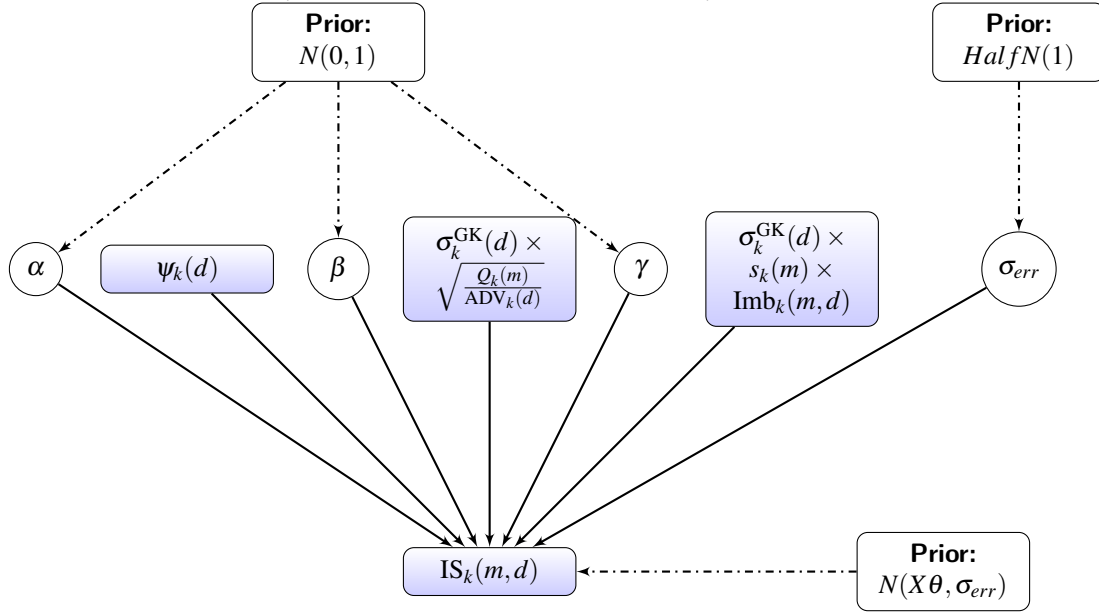 Prior:
N(0,1)
Prior:
HalfN(1)
α
ψ_k(d)
β
σ_k^GK(d) ×
√(Q_k(m)/ADV_k(d))
γ
σ_k^GK(d) ×
s_k(m) ×
Imb_k(m,d)
σ_err
IS_k(m,d)
Prior:
N(Xθ,σ_err)